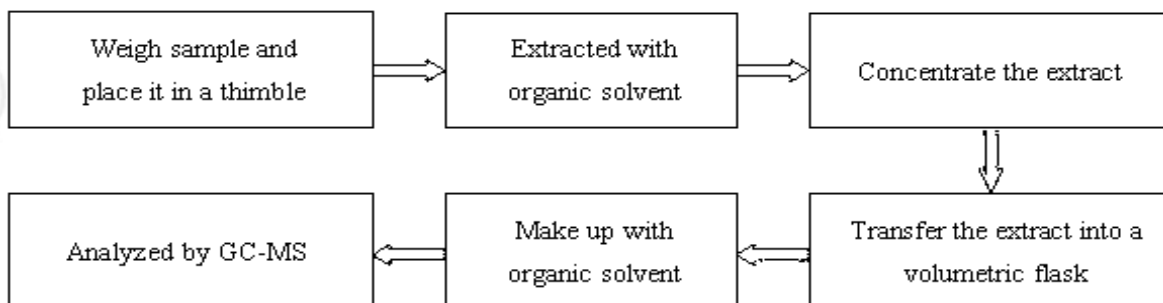 Weigh sample and
place it in a thimble
Extracted with
organic solvent
Concentrate the extract
Transfer the extract into a
volumetric flask
Make up with
organic solvent
Analyzed by GC-MS